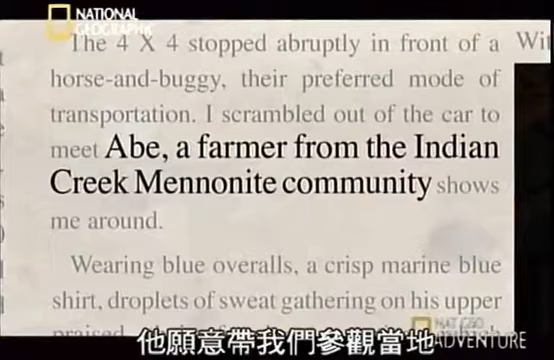 NATIONAL
GEOGRAPHIC
The 4 X 4 stopped abruptly in front of a
horse-and-buggy, their preferred mode of
transportation. I scrambled out of the car to
meet Abe, a farmer from the Indian
Creek Mennonite community shows
me around.
Wearing blue overalls, a crisp marine blue
shirt, droplets of sweat gathering on his upper
praised
他願意帶我們參觀當地
NAT GEO
ADVENTURE